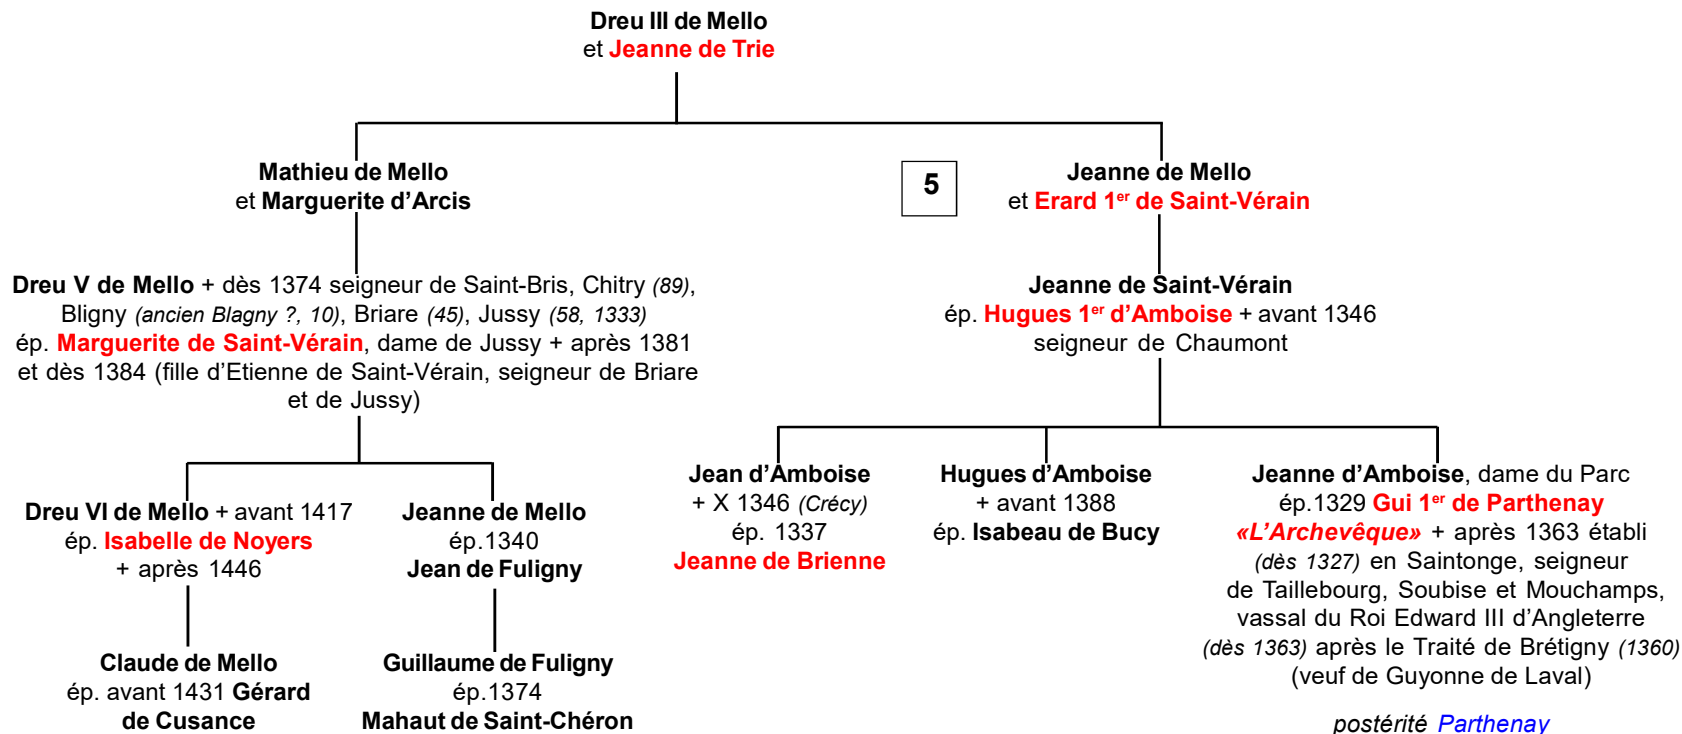 Dreu III de Mello
et Jeanne de Trie
Mathieu de Mello
et Marguerite d’Arcis
5
Jeanne de Mello
et Erard 1er de Saint-Vérain
Dreu V de Mello + dès 1374 seigneur de Saint-Bris, Chitry (89),
Bligny (ancien Blagny ?, 10), Briare (45), Jussy (58, 1333)
ép. Marguerite de Saint-Vérain, dame de Jussy + après 1381
et dès 1384 (fille d’Etienne de Saint-Vérain, seigneur de Briare
et de Jussy)
Jeanne de Saint-Vérain
ép. Hugues 1er d’Amboise + avant 1346
seigneur de Chaumont
Dreu VI de Mello + avant 1417
ép. Isabelle de Noyers
+ après 1446
Jeanne de Mello
ép.1340
Jean de Fuligny
Jean d’Amboise
+ X 1346 (Crécy)
ép. 1337
Jeanne de Brienne
Hugues d’Amboise
+ avant 1388
ép. Isabeau de Bucy
Jeanne d’Amboise, dame du Parc
ép.1329 Gui 1er de Parthenay
«L’Archevêque» + après 1363 établi
(dès 1327) en Saintonge, seigneur
de Taillebourg, Soubise et Mouchamps,
vassal du Roi Edward III d’Angleterre
(dès 1363) après le Traité de Brétigny (1360)
(veuf de Guyonne de Laval)
postérité Parthenay
Claude de Mello
ép. avant 1431 Gérard
de Cusance
Guillaume de Fuligny
ép.1374
Mahaut de Saint-Chéron